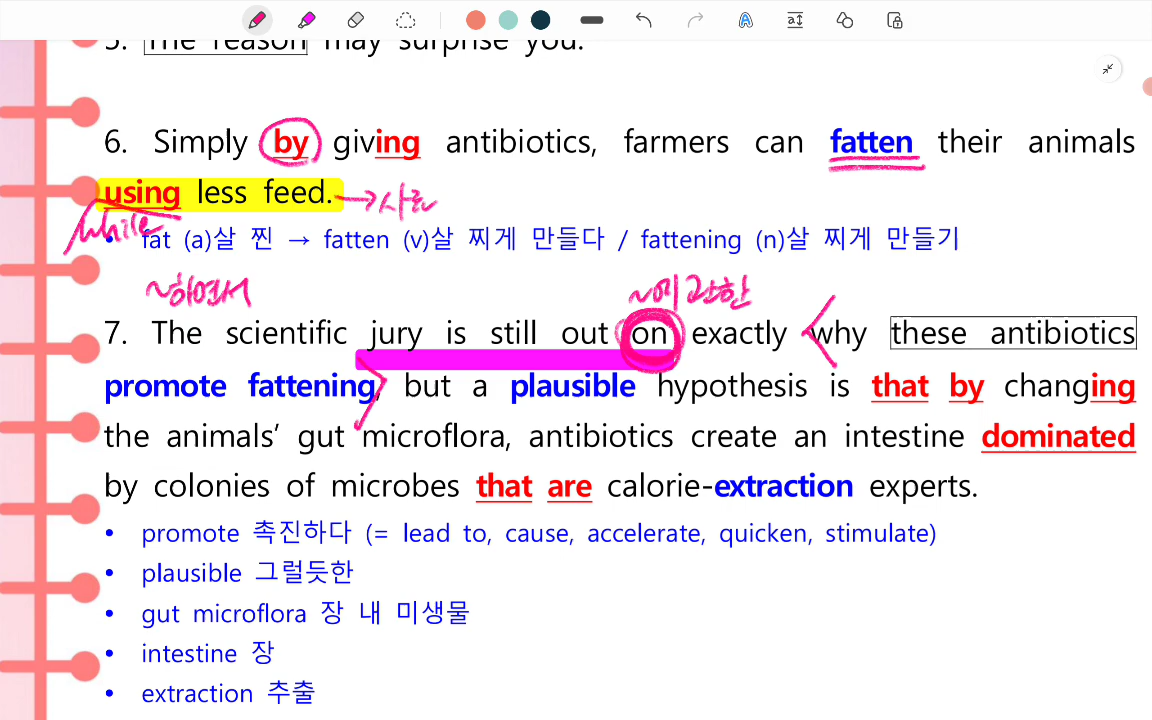 5. The reason may surprise you.
6. Simply by giving antibiotics, farmers can fatten their animals
using less feed. →사료
while
• fat (a)살 찐 → fatten (v)살 찌게 만들다 / fattening (n)살 찌게 만들기
~하면서 ~에 관한
7. The scientific jury is still out on exactly why these antibiotics
promote fattening, but a plausible hypothesis is that by changing
the animals’ gut microflora, antibiotics create an intestine dominated
by colonies of microbes that are calorie-extraction experts.
• promote 촉진하다 (= lead to, cause, accelerate, quicken, stimulate)
• plausible 그럴듯한
• gut microflora 장 내 미생물
• intestine 장
• extraction 추출